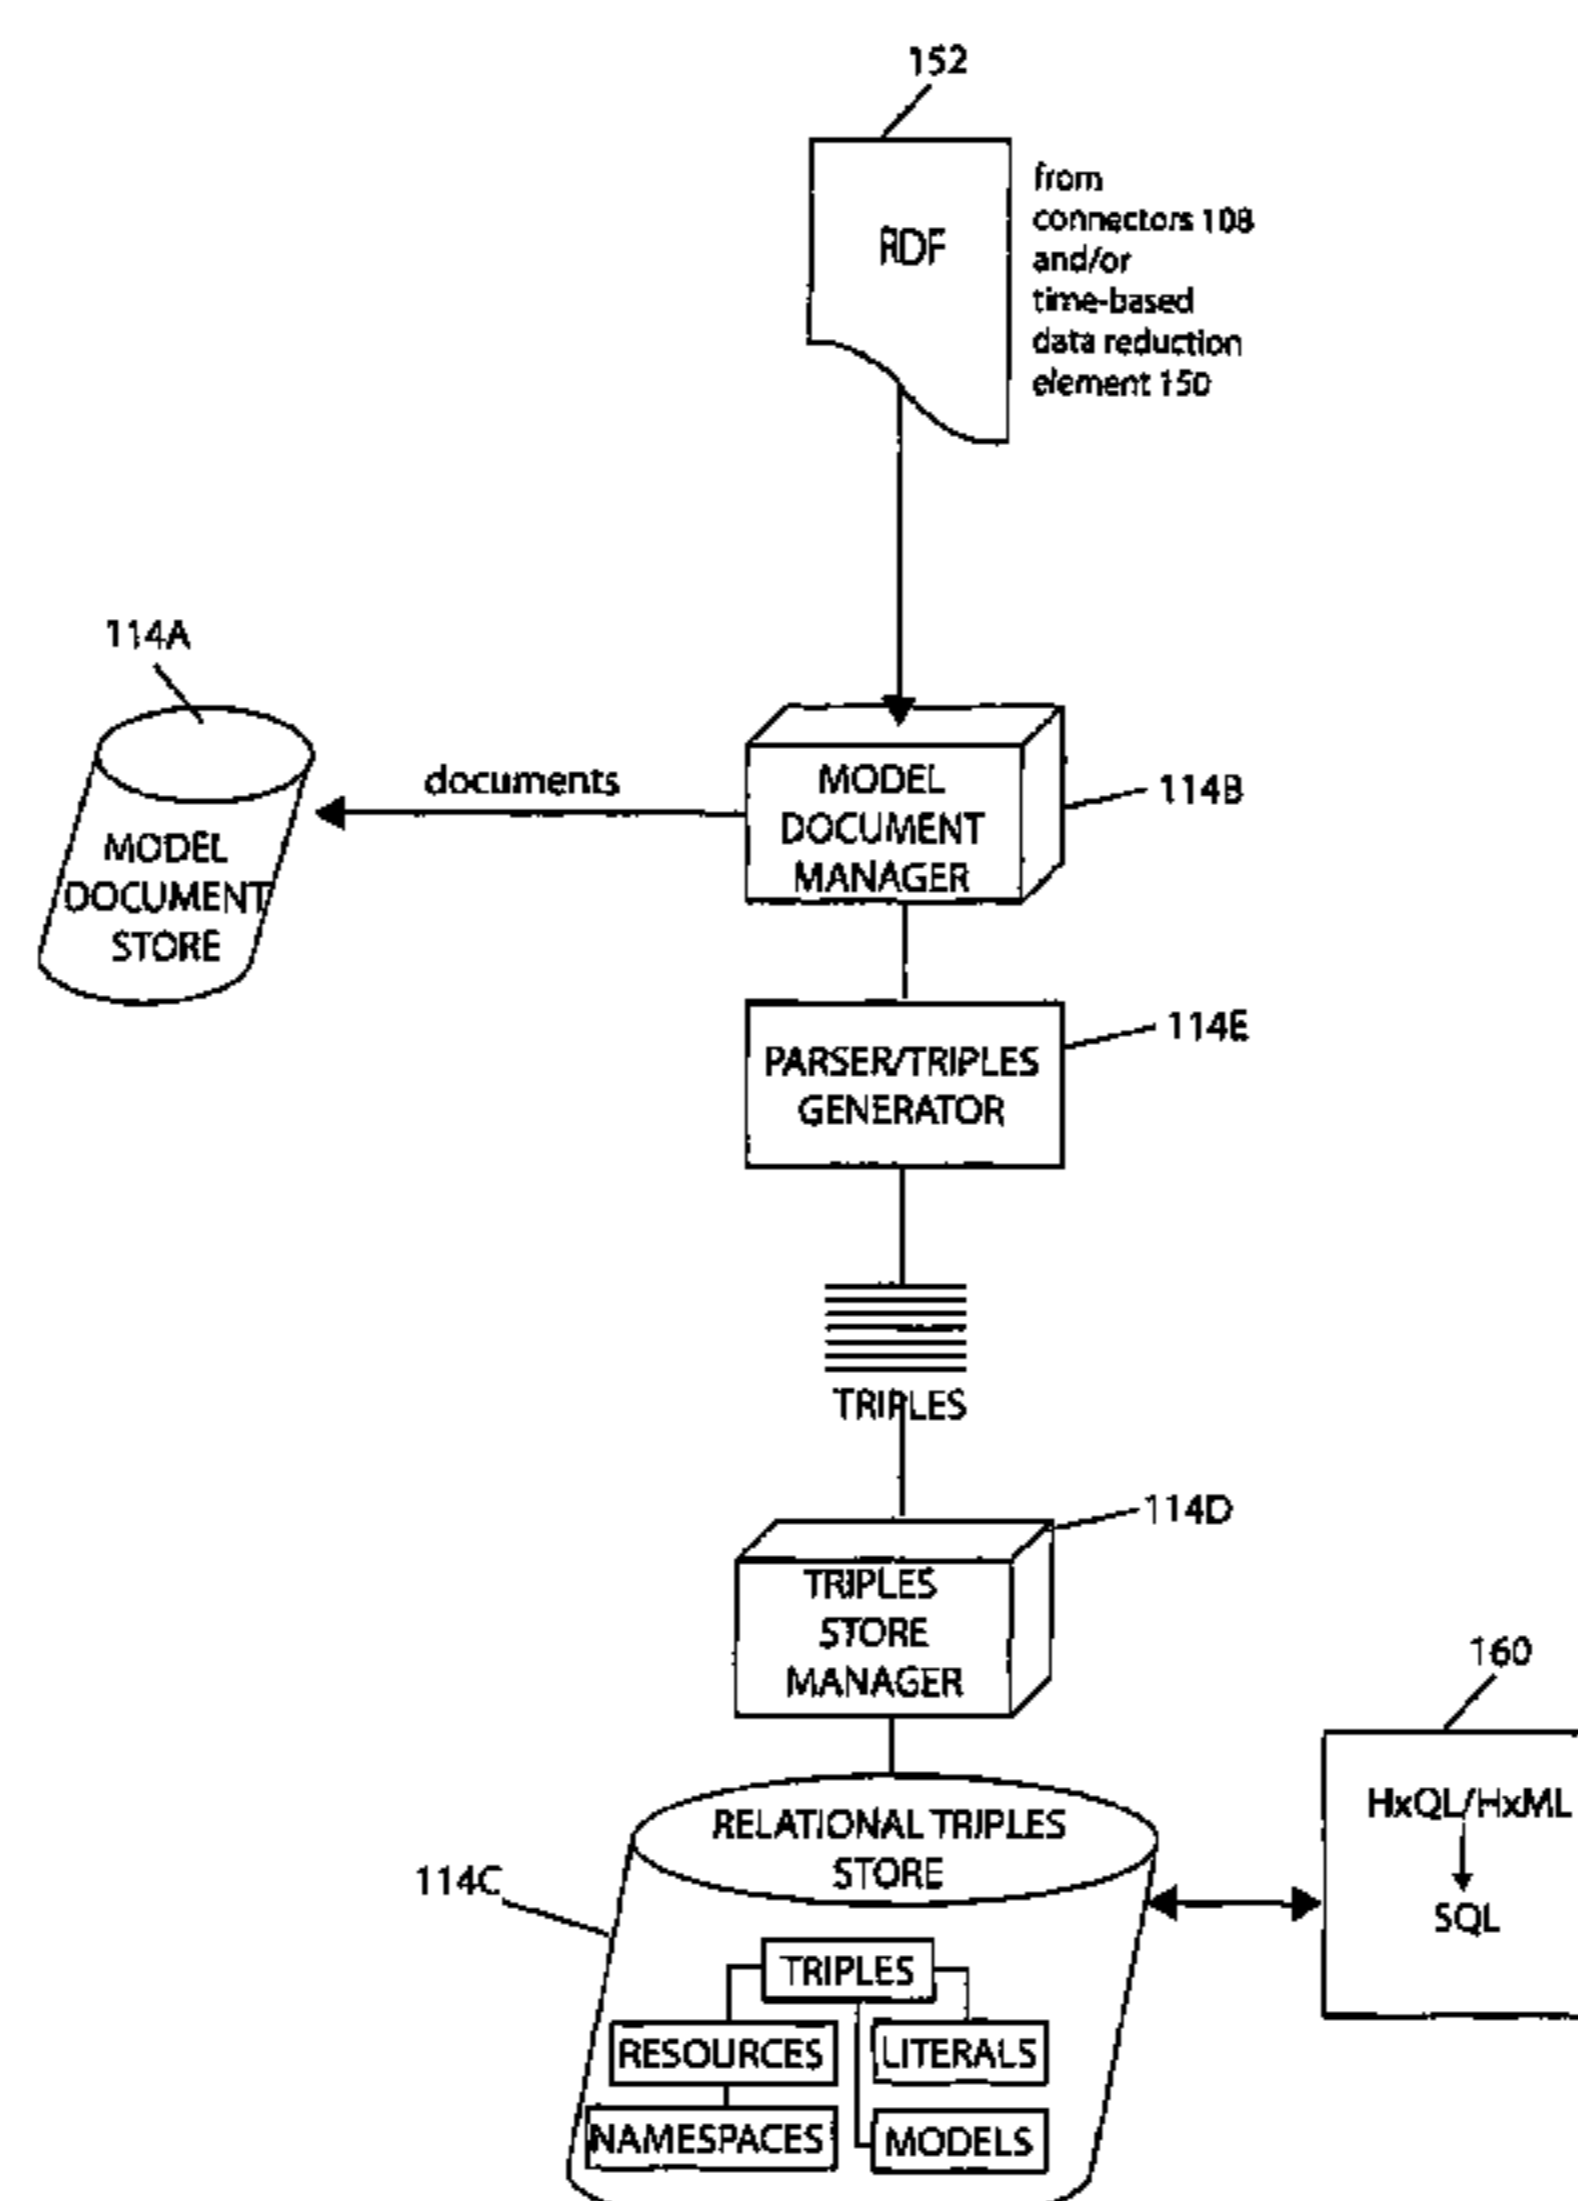 152
RDF
from
connectors 108
and/or
time-based
data reduction
element 150
114A
MODEL
DOCUMENT
STORE
documents
MODEL
DOCUMENT
MANAGER
114B
PARSER/TRIPLES
GENERATOR
114E
TRIPLES
114D
TRIPLES
STORE
MANAGER
160
HxQL/HxML
SQL
RELATIONAL TRIPLES
STORE
114C
TRIPLES
RESOURCES
LITERALS
NAMESPACES
MODELS